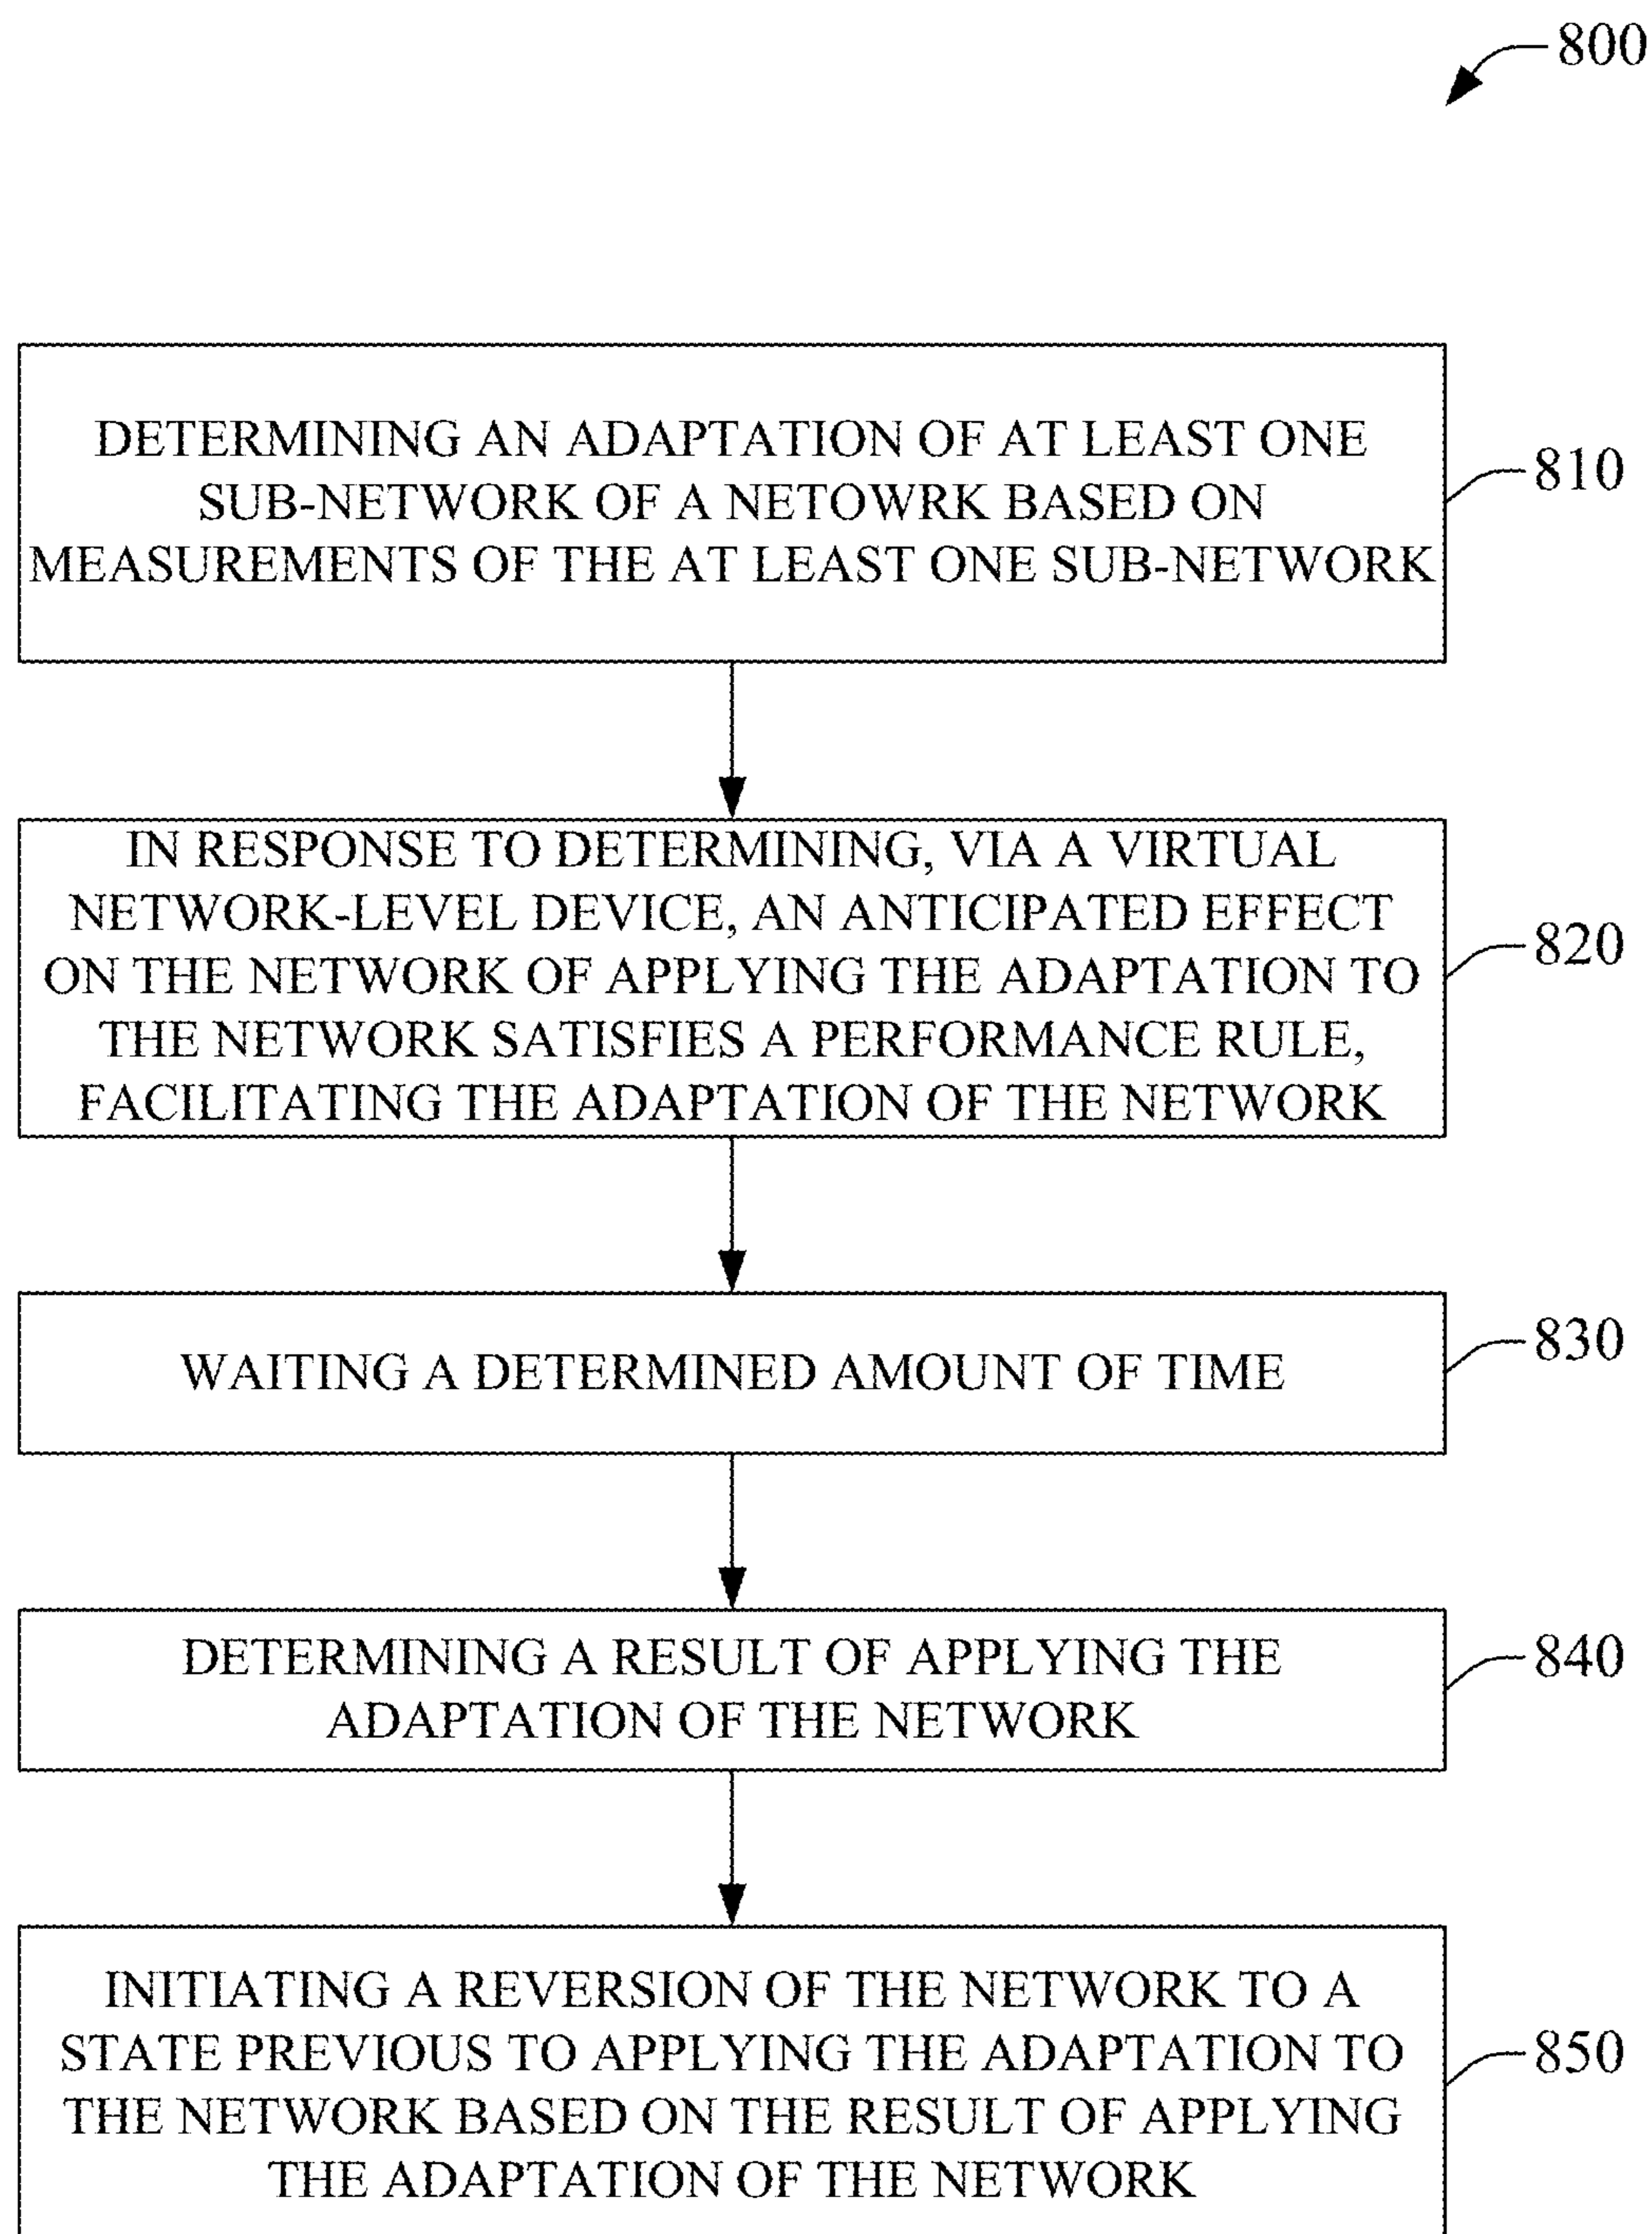 800
DETERMINING AN ADAPTATION OF AT LEAST ONE
SUB-NETWORK OF A NETOWRK BASED ON
MEASUREMENTS OF THE AT LEAST ONE SUB-NETWORK
810
IN RESPONSE TO DETERMINING, VIA A VIRTUAL
NETWORK-LEVEL DEVICE, AN ANTICIPATED EFFECT
ON THE NETWORK OF APPLYING THE ADAPTATION TO
THE NETWORK SATISFIES A PERFORMANCE RULE,
FACILITATING THE ADAPTATION OF THE NETWORK
820
WAITING A DETERMINED AMOUNT OF TIME
830
DETERMINING A RESULT OF APPLYING THE
ADAPTATION OF THE NETWORK
840
INITIATING A REVERSION OF THE NETWORK TO A
STATE PREVIOUS TO APPLYING THE ADAPTATION TO
THE NETWORK BASED ON THE RESULT OF APPLYING
THE ADAPTATION OF THE NETWORK
850